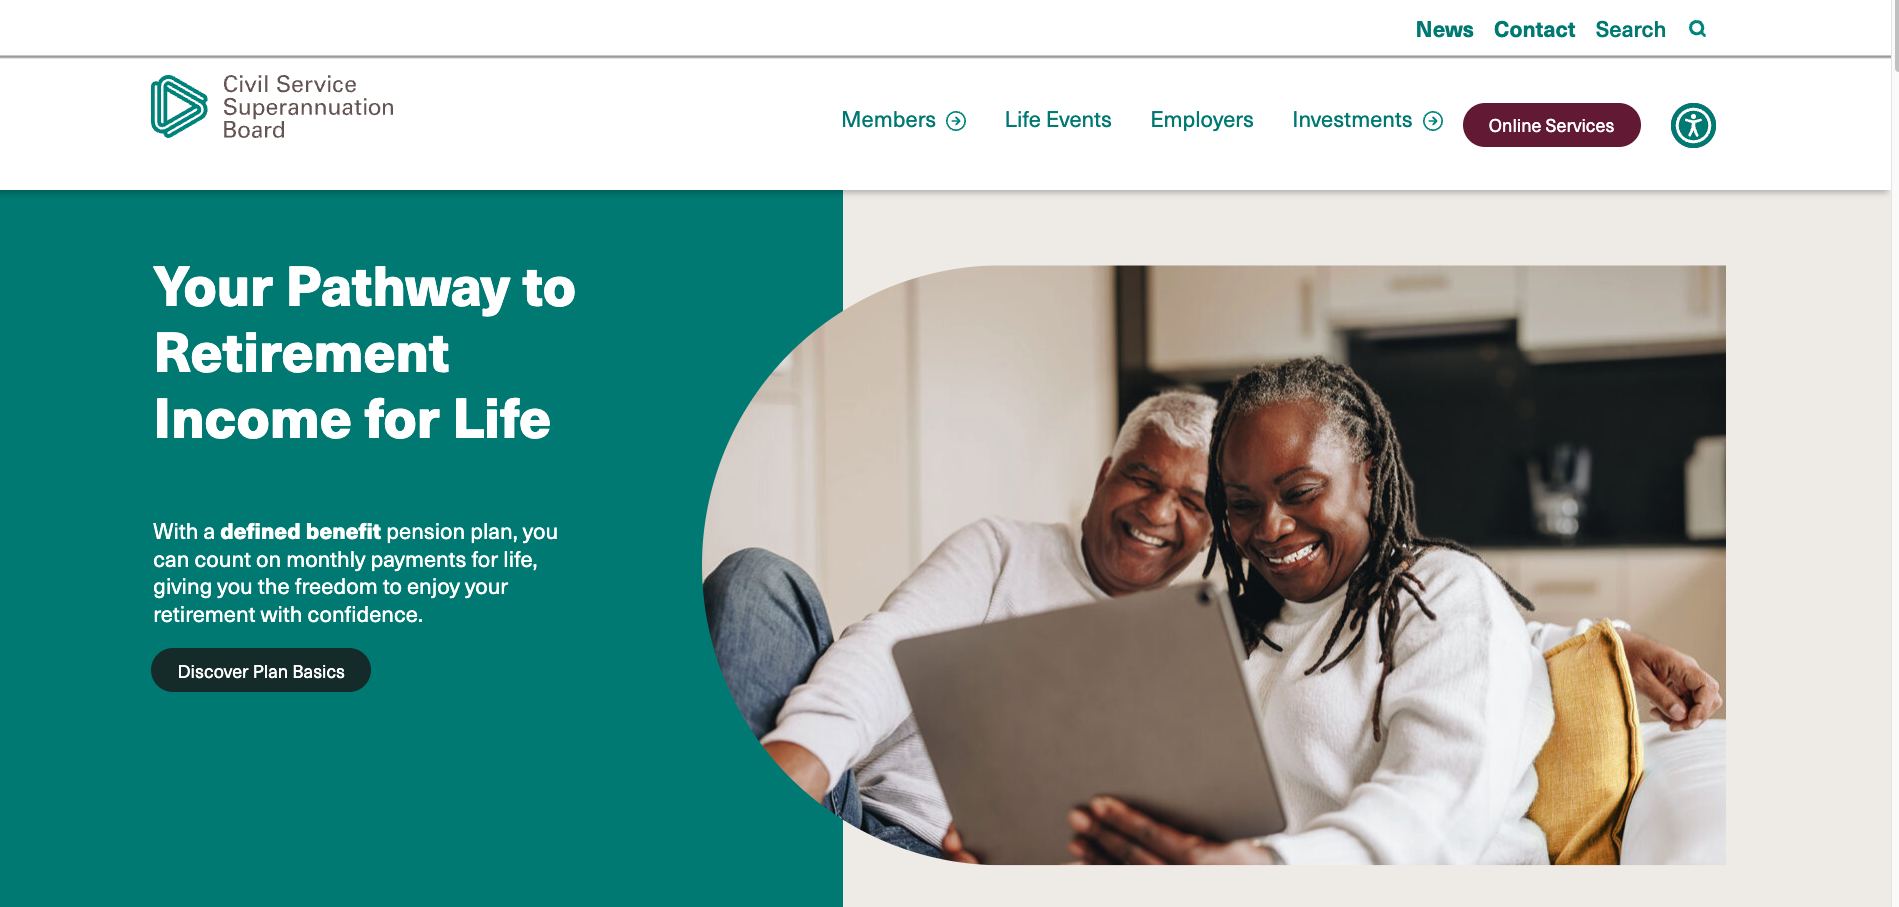 News Contact Search
Civil Service
Superannuation
Board
Members Life Events Employers Investments Online Services
Your Pathway to
Retirement
Income for Life
With a defined benefit pension plan, you
can count on monthly payments for life,
giving you the freedom to enjoy your
retirement with confidence.
Discover Plan Basics